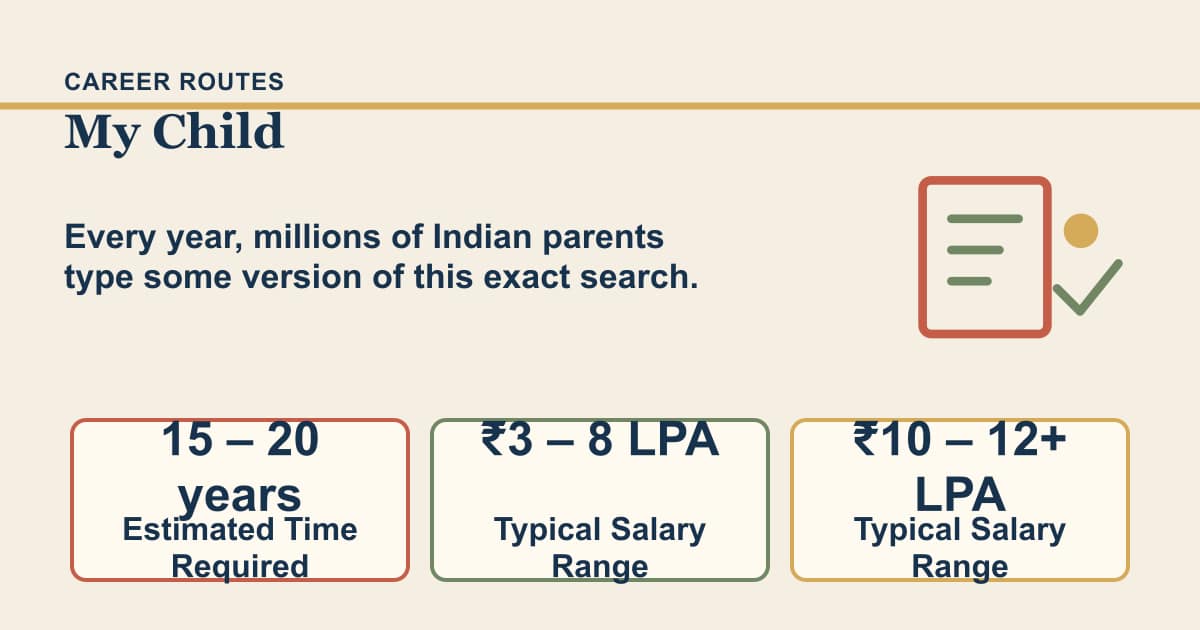 CAREER ROUTES
My Child
Every year, millions of Indian parents
type some version of this exact search.
15 – 20
years
Estimated Time
Required
₹3 – 8 LPA
Typical Salary
Range
₹10 – 12+
LPA
Typical Salary
Range